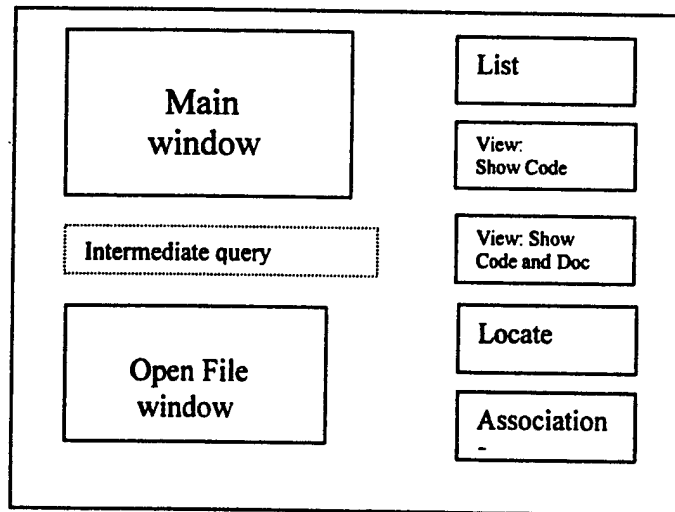 Main
window
Intermediate query
Open File
window
List
View:
Show Code
View: Show
Code and Doc
Locate
Association
-